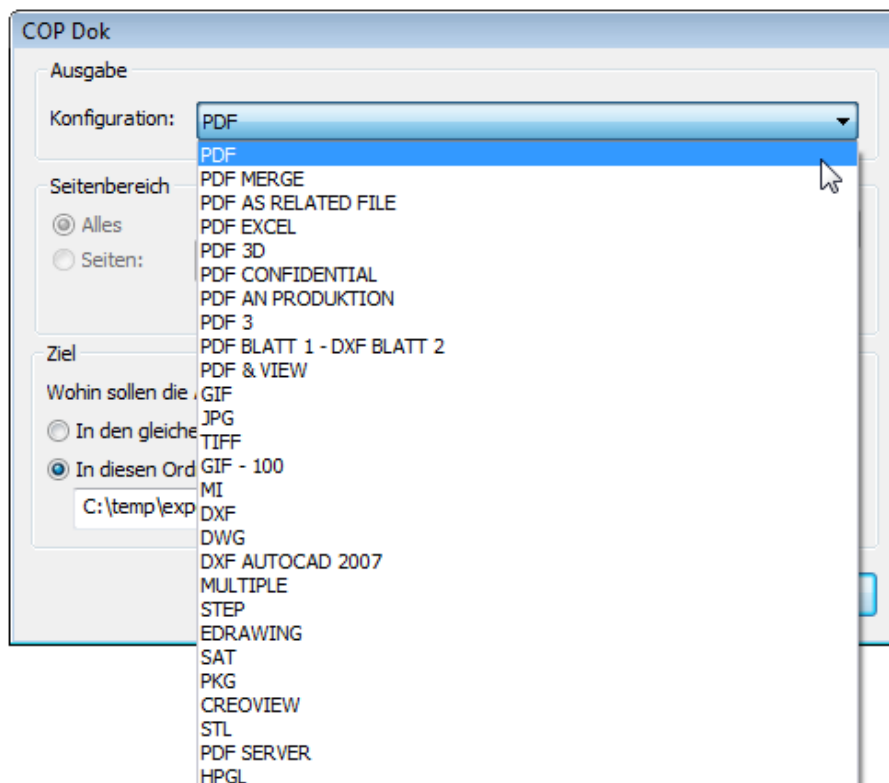 COP Dok
Ausgabe
Konfiguration: PDF
PDF
PDF MERGE
Seitenbereich
PDF AS RELATED FILE
Alles
PDF EXCEL
PDF 3D
Seiten:
PDF CONFIDENTIAL
PDF AN PRODUKTION
PDF 3
PDF BLATT 1 - DXF BLATT 2
Ziel
PDF & VIEW
Wohin sollen die
GIF
JPG
In den
TIFF
In diesen
GIF - 100
MI
C:\temp\exp
DXF
DWG
DXF AUTOCAD 2007
MULTIPLE
STEP
EDRAWING
SAT
PKG
CREOVIEW
STL
PDF SERVER
HPGL